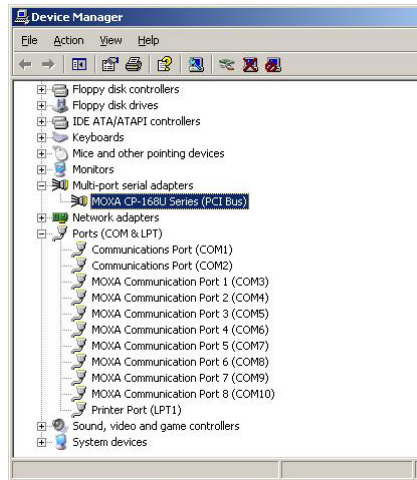 Device Manager
File Action View Help
Floppy disk controllers
Floppy disk drives
IDE ATA/ATAPI controllers
Keyboards
Mice and other pointing devices
Monitors
Multi-port serial adapters
MOXA CP-168U Series (PCI Bus)
Network adapters
Ports (COM & LPT)
Communications Port (COM1)
Communications Port (COM2)
MOXA Communication Port 1 (COM3)
MOXA Communication Port 2 (COM4)
MOXA Communication Port 3 (COM5)
MOXA Communication Port 4 (COM6)
MOXA Communication Port 5 (COM7)
MOXA Communication Port 6 (COM8)
MOXA Communication Port 7 (COM9)
MOXA Communication Port 8 (COM10)
Printer Port (LPT1)
Sound, video and game controllers
System devices